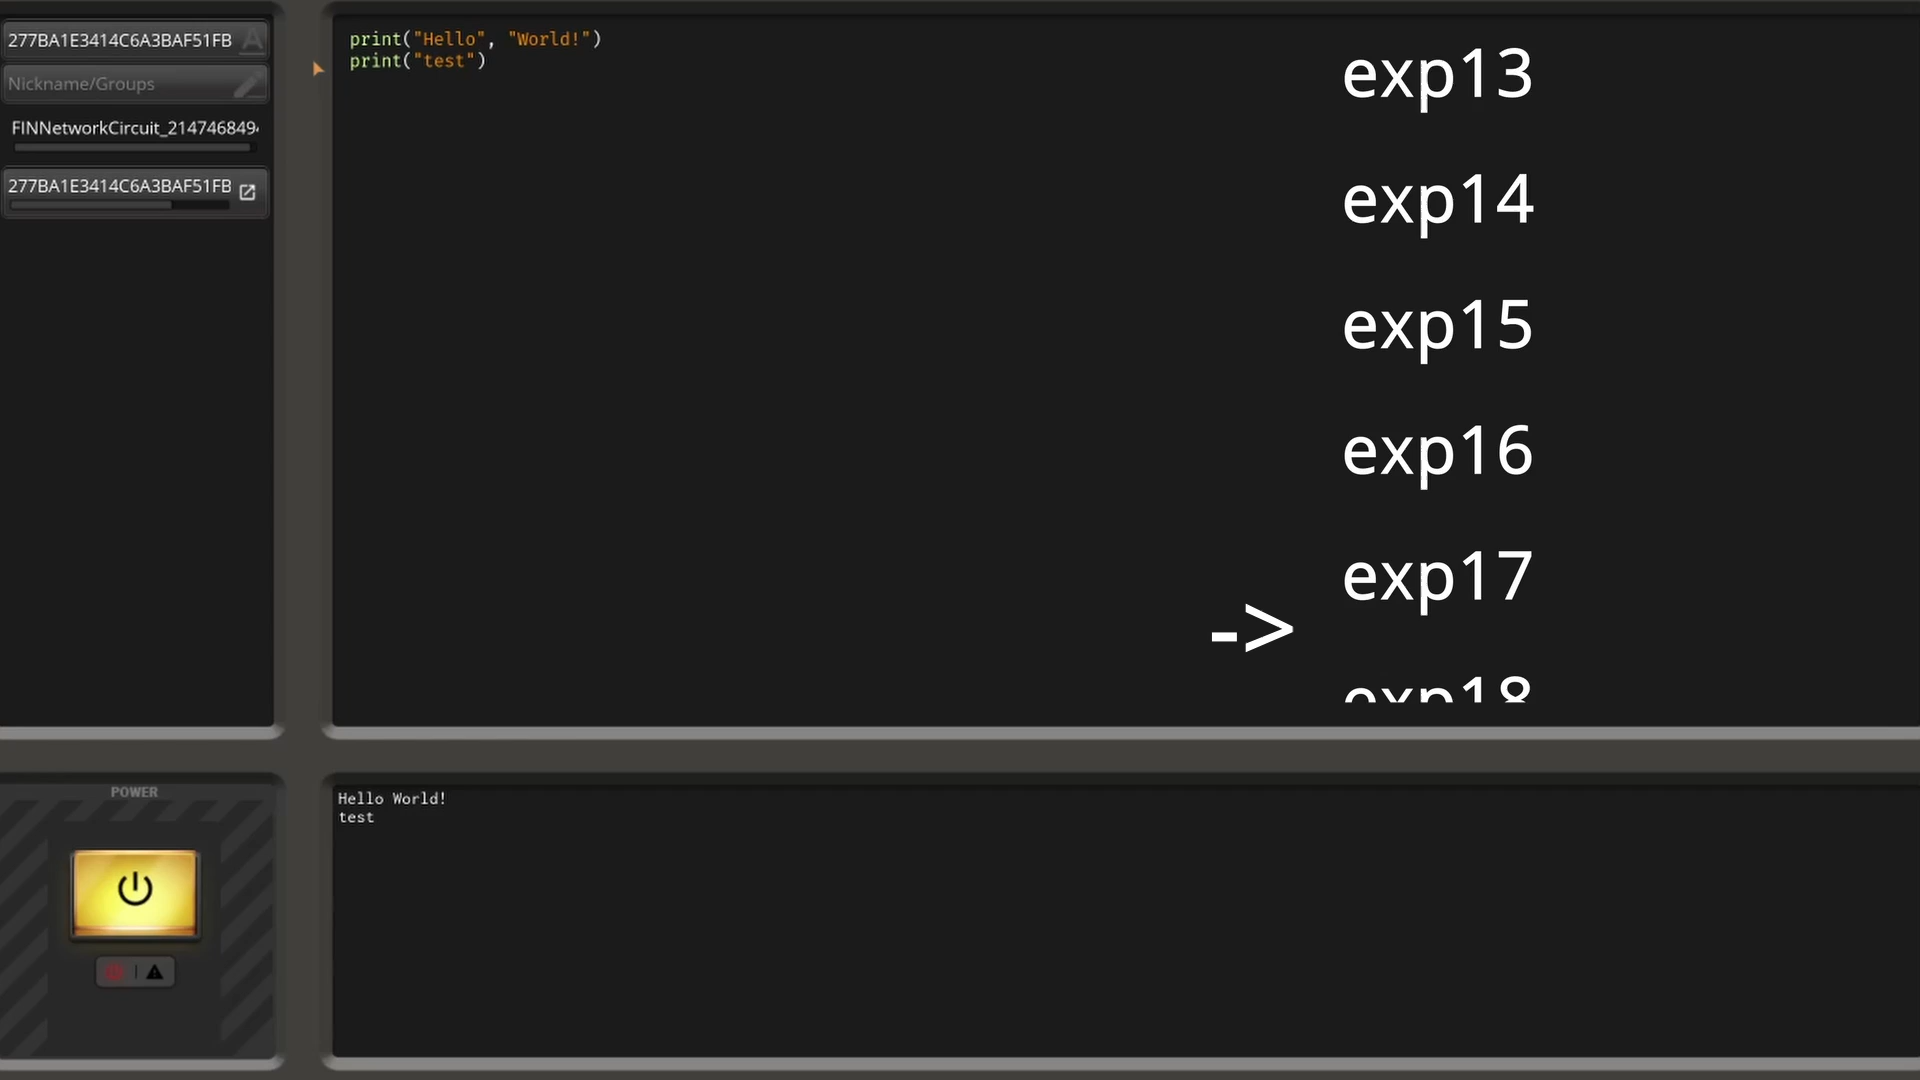 277BA1E3414C6A3BAF51FB
Nickname/Groups
FINNetworkCircuit_214746849
277BA1E3414C6A3BAF51FB
print("Hello", "World!")
print("test")
exp13
exp14
exp15
exp16
exp17
->
exp18
POWER
Hello World!
test